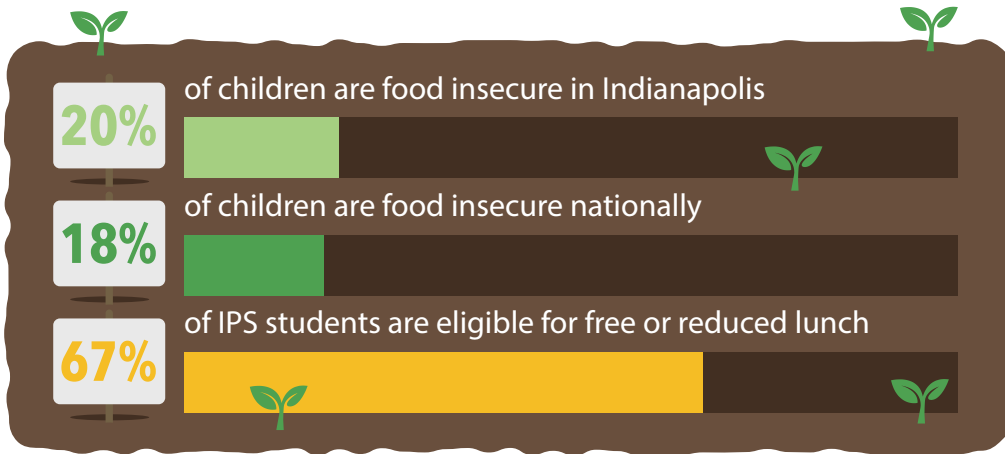 of children are food insecure in Indianapolis
20%
of children are food insecure nationally
18%
of IPS students are eligible for free or reduced lunch
67%